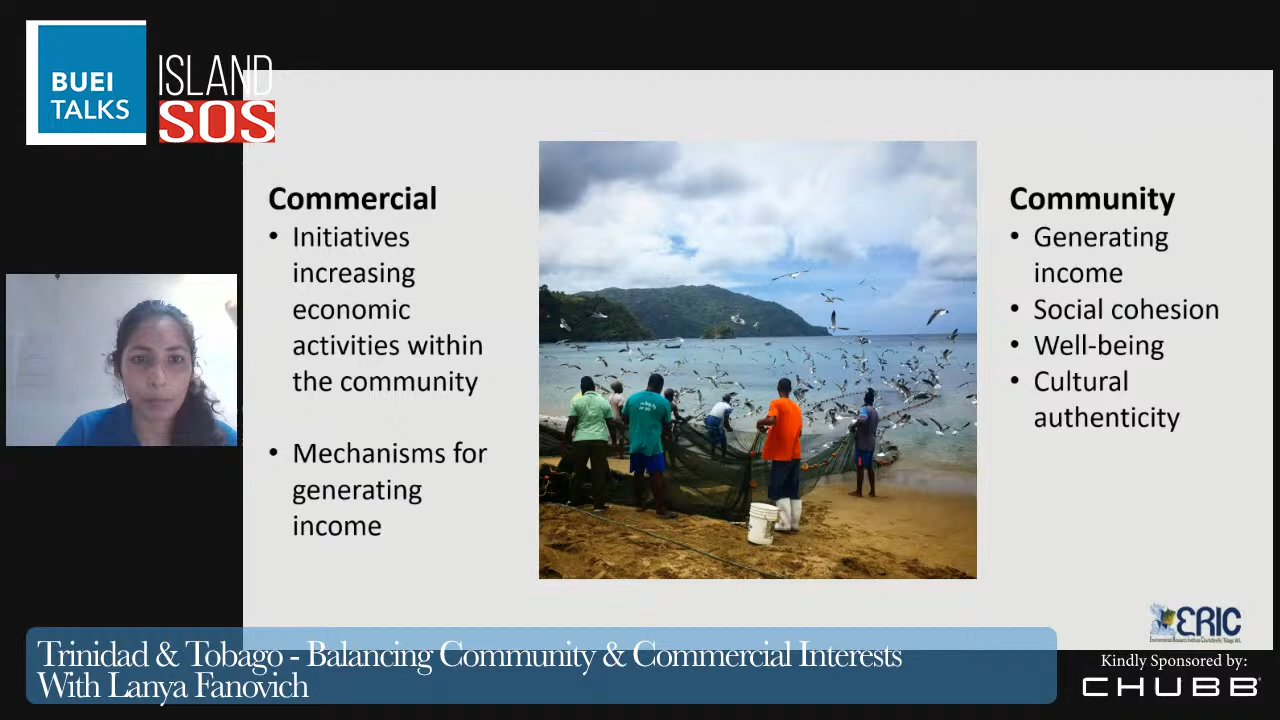 BUEI
TALKS
ISLAND
SOS
Commercial
• Initiatives
increasing
economic
activities within
the community
• Mechanisms for
generating
income
Community
• Generating
income
• Social cohesion
• Well-being
• Cultural
authenticity
ERIC
Trinidad & Tobago - Balancing Community & Commercial Interests
With Lanya Fanovich
Kindly Sponsored by:
CHUBB